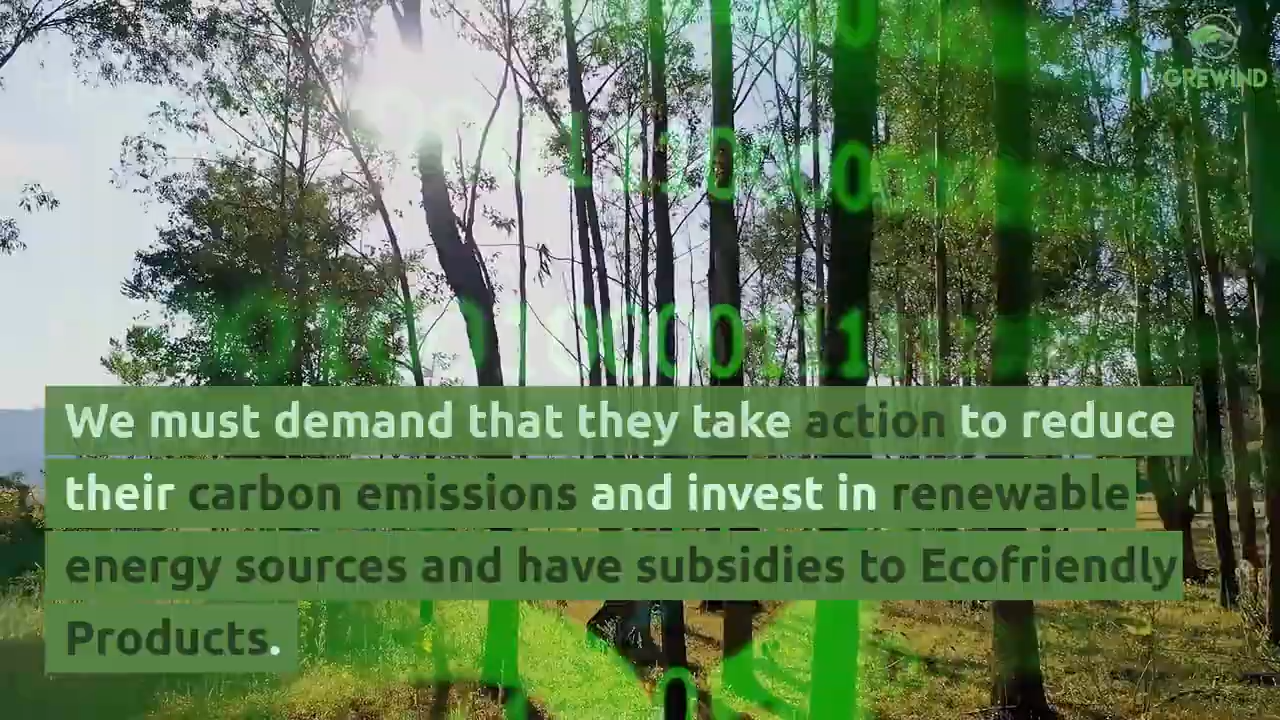 GREWIND
We must demand that they take action to reduce
their carbon emissions and invest in renewable
energy sources and have subsidies to Ecofriendly
Products.